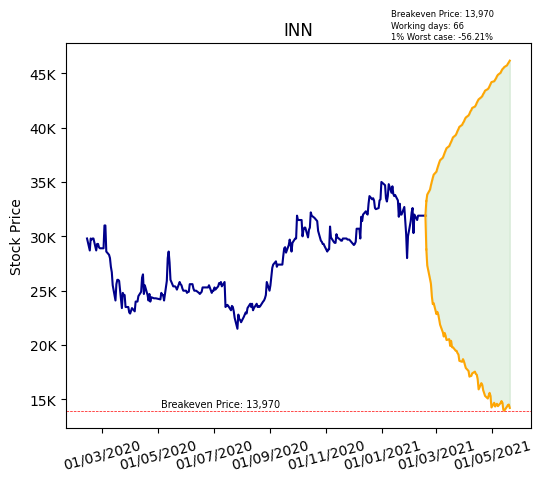 Breakeven Price: 13,970
Working days: 66
1% Worst case: -56.21%
INN
Stock Price
45K
40K
35K
30K
25K
20K
15K
Breakeven Price: 13,970
01/03/2020
01/05/2020
01/07/2020
01/09/2020
01/11/2020
01/01/2021
01/03/2021
01/05/2021